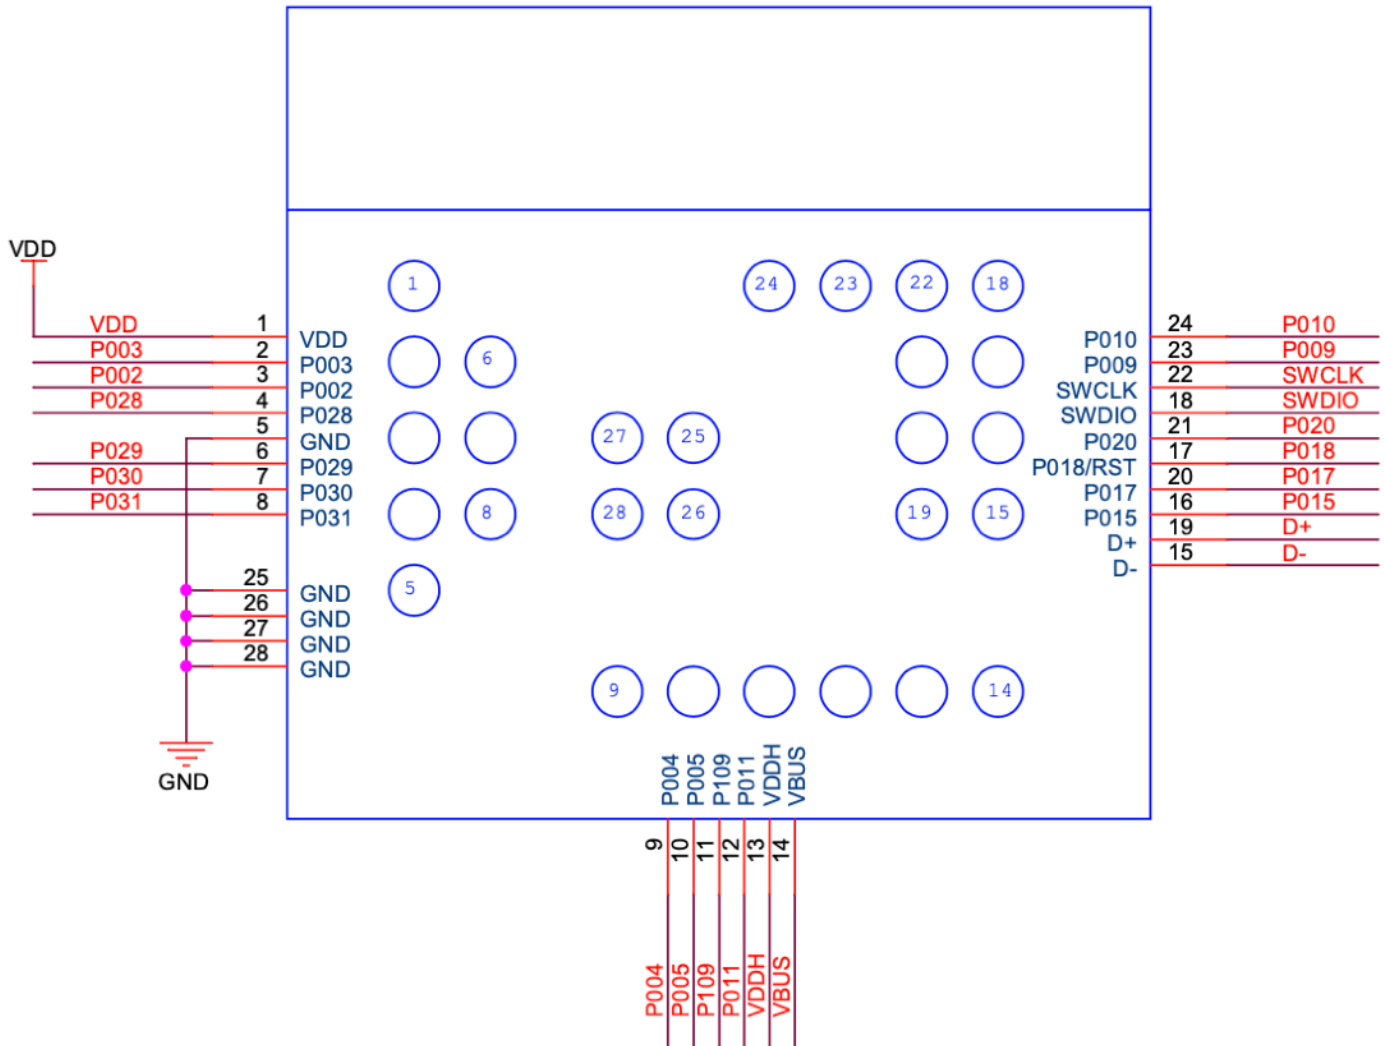 VDD
VDD 1 VDD
P003 2 P003
P002 3 P002
P028 4 P028
5 GND
P029 6 P029
P030 7 P030
P031 8 P031
25 GND
26 GND
27 GND
28 GND
GND
1 24 23 22 18
6
27 25
8 28 26 19 15
5
9 14
P010 24 P010
P009 23 P009
SWCLK 22 SWCLK
SWDIO 18 SWDIO
P020 21 P020
P018/RST 17 P018
P017 20 P017
P015 16 P015
D+ 19 D+
D- 15 D-
P004 9 P004
P005 10 P005
P109 11 P109
P011 12 P011
VDDH 13 VDDH
VBUS 14 VBUS